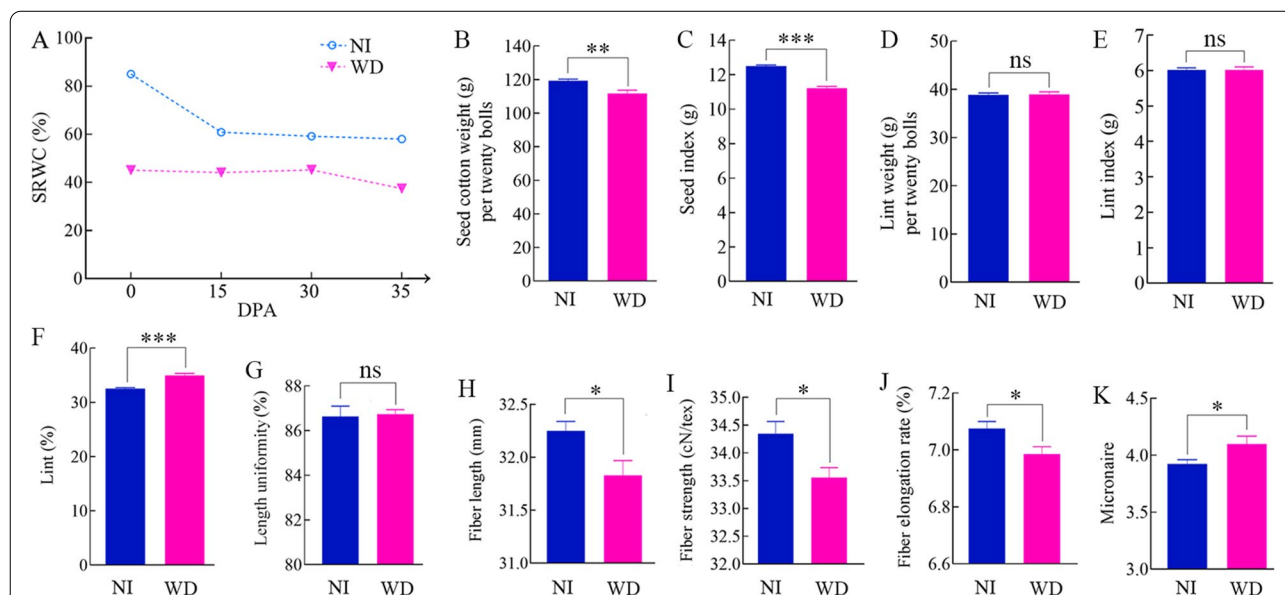 A
NI
WD
100
80
60
40
20
0
SRWC (%)
0 15 30 35
DPA
B
**
140
120
100
80
60
40
20
0
Seed cotton weight (g)
per twenty bolls
NI WD
C
***
14
12
10
8
6
4
2
0
Seed index (g)
NI WD
D
ns
50
40
30
20
10
0
Lint weight (g)
per twenty bolls
NI WD
E
ns
7
6
5
4
3
2
1
0
Lint index (g)
NI WD
F
***
40
30
20
10
0
Lint (%)
NI WD
G
ns
88
86
84
82
80
Length uniformity (%)
NI WD
H
*
32.5
32.0
31.5
31.0
Fiber length (mm)
NI WD
I
*
35.0
34.5
34.0
33.5
33.0
32.5
32.0
Fiber strength (cN/tex)
NI WD
J
*
7.2
7.0
6.8
6.6
Fiber elongation rate (%)
NI WD
K
*
4.5
4.0
3.5
3.0
Micronaire
NI WD